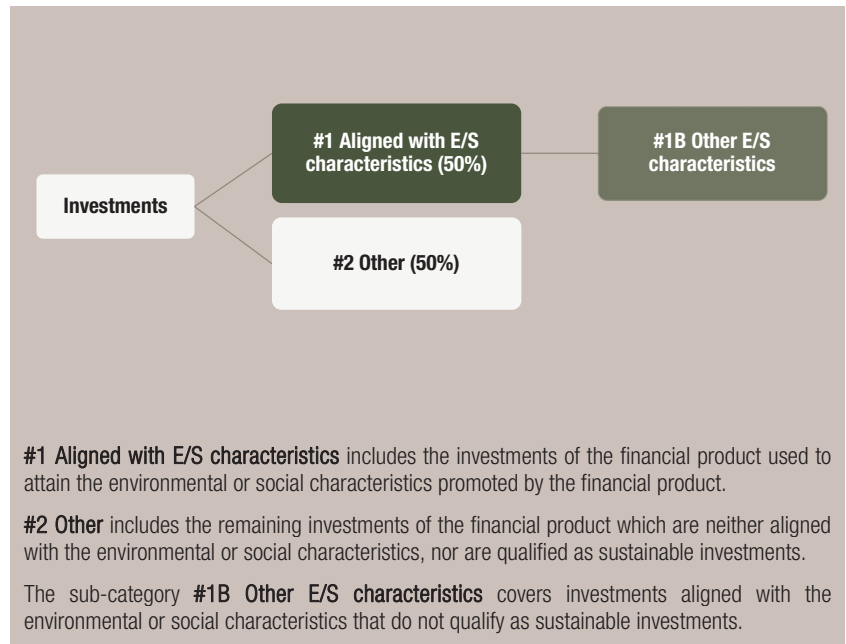 #1 Aligned with E/S
characteristics (50%)
#1B Other E/S
characteristics
Investments
#2 Other (50%)
#1 Aligned with E/S characteristics includes the investments of the financial product used to
attain the environmental or social characteristics promoted by the financial product.
#2 Other includes the remaining investments of the financial product which are neither aligned
with the environmental or social characteristics, nor are qualified as sustainable investments.
The sub-category #1B Other E/S characteristics covers investments aligned with the
environmental or social characteristics that do not qualify as sustainable investments.